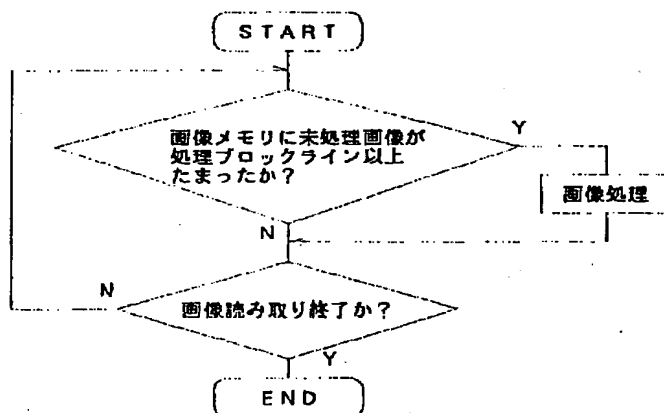 START
画像メモリに未処理画像が
処理ブロックライン以上
たまったか？
Y
画像処理
N
N
画像読み取り終了か？
Y
END